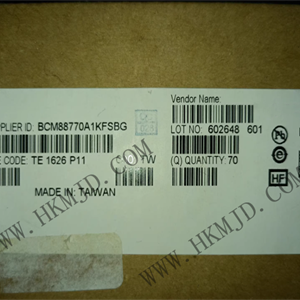 Vendor Name:
PPLIER ID BCM88770A1KFSBG
LOT NO: 602648 601
E CODE: TE 1626 P11
TW
(Q) QUANTITY: 70
MADE IN: TAIWAN
HF
WWW.HKMJD.COM
WWW.HKMJD.COM